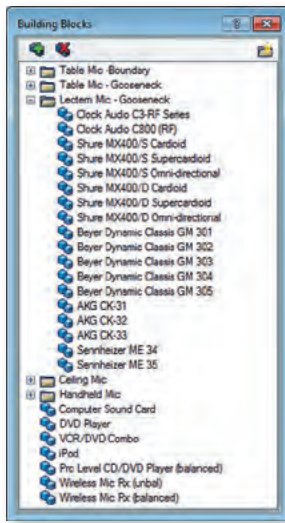 Building Blocks
Table Mic -Boundary
Table Mic - Gooseneck
Lectern Mic - Gooseneck
Clock Audio C3-RF Series
Clock Audio C800 (RF)
Shure MX400/S Cardioid
Shure MX400/S Supercardioid
Shure MX400/S Omni-directional
Shure MX400/D Cardioid
Shure MX400/D Supercardioid
Shure MX400/D Omni-directional
Beyer Dynamic Classis GM 301
Beyer Dynamic Classis GM 302
Beyer Dynamic Classis GM 303
Beyer Dynamic Classis GM 304
Beyer Dynamic Classis GM 305
AKG CK-31
AKG CK-32
AKG CK-33
Sennheizer ME 34
Sennheizer ME 35
Ceiling Mic
Handheld Mic
Computer Sound Card
DVD Player
VCR/DVD Combo
iPod
Pro Level CD/DVD Player (balanced)
Wireless Mic Rx (unbal)
Wireless Mic Rx (balanced)